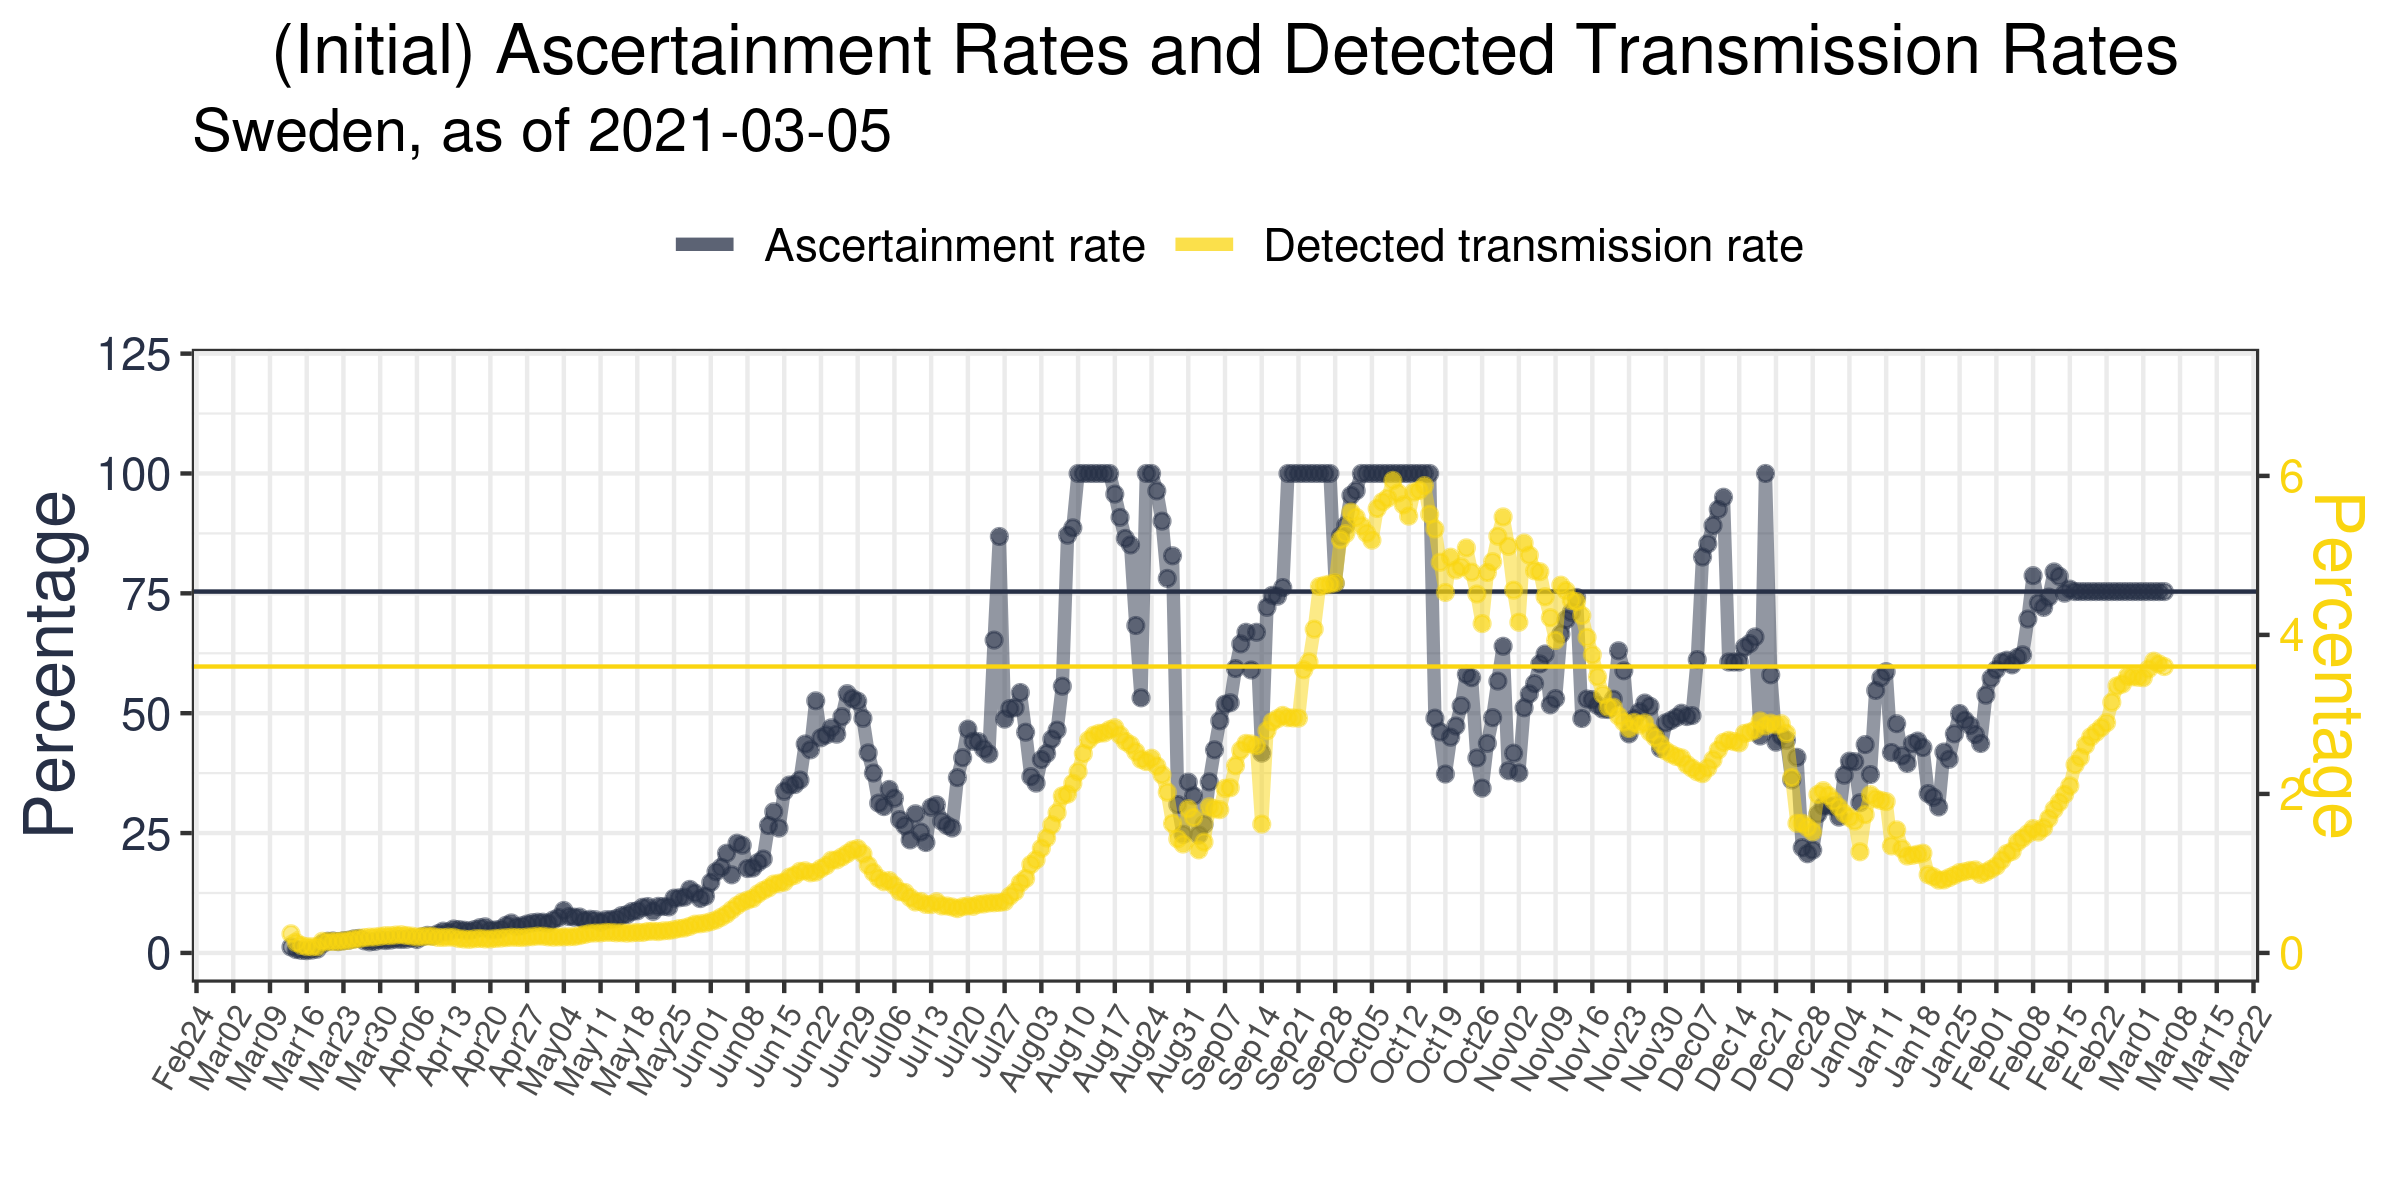 (Initial) Ascertainment Rates and Detected Transmission Rates
Sweden, as of 2021-03-05
Ascertainment rate Detected transmission rate
125
100
75
50
25
0
Percentage
6
4
2
0
Percentage
Feb24 Mar02 Mar09 Mar16 Mar23 Mar30 Apr06 Apr13 Apr20 Apr27 May04 May11 May18 May25 Jun01 Jun08 Jun15 Jun22 Jun29 Jul06 Jul13 Jul20 Jul27 Aug03 Aug10 Aug17 Aug24 Aug31 Sep07 Sep14 Sep21 Sep28 Oct05 Oct12 Oct19 Oct26 Nov02 Nov09 Nov16 Nov23 Nov30 Dec07 Dec14 Dec21 Dec28 Jan04 Jan11 Jan18 Jan25 Feb01 Feb08 Feb15 Feb22 Mar01 Mar08 Mar15 Mar22